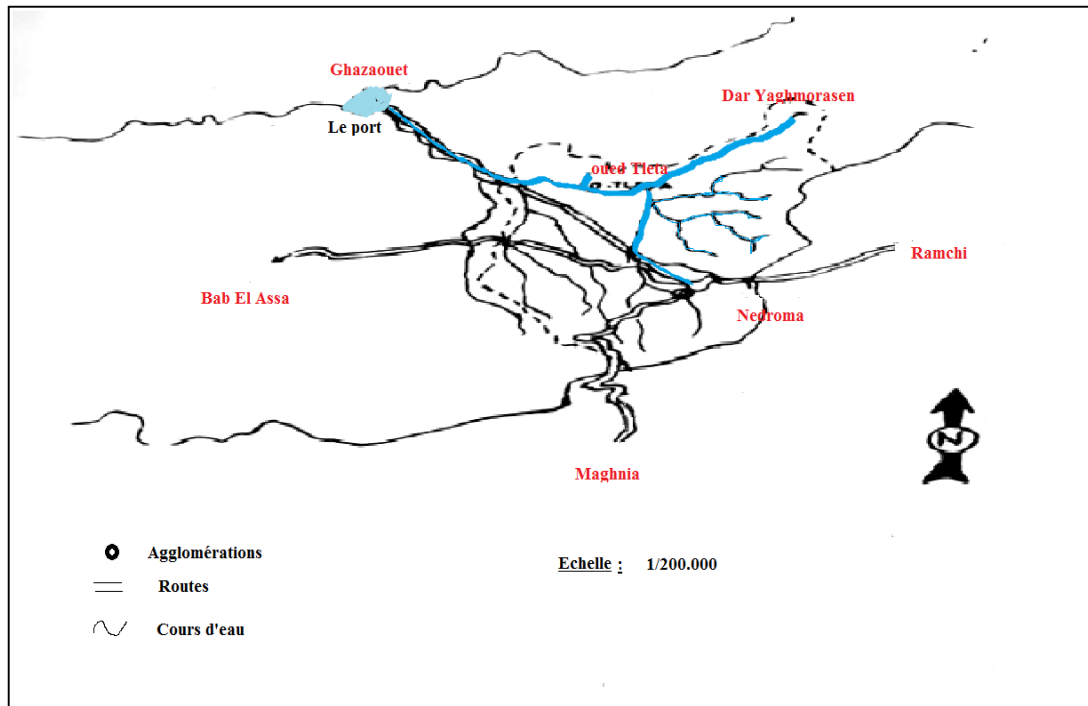 Ghazaouet
Dar Yaghmorasen
Le port
oued Tleta
Ramchi
Bab El Assa
Nedroma
Maghnia
N
Agglomérations
Echelle : 1/200.000
Routes
Cours d'eau